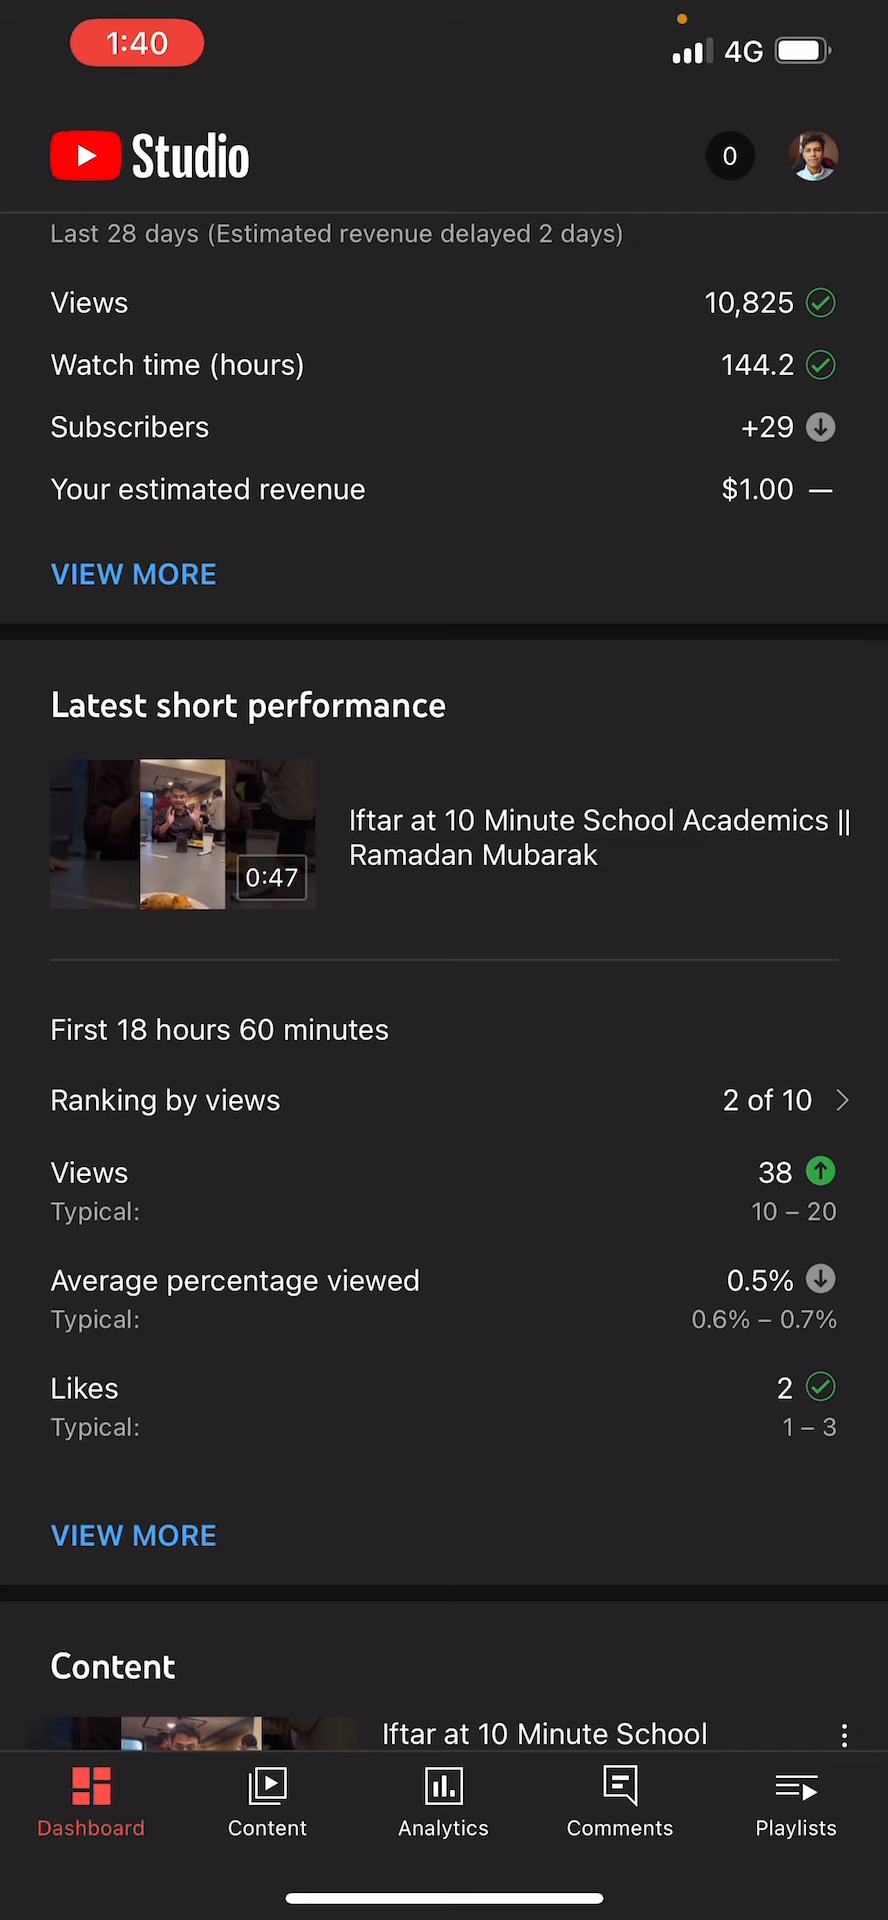 1:40
4G
Studio
0
Last 28 days (Estimated revenue delayed 2 days)
Views 10,825
Watch time (hours) 144.2
Subscribers +29
Your estimated revenue $1.00 —
VIEW MORE
Latest short performance
0:47
Iftar at 10 Minute School Academics ||
Ramadan Mubarak
First 18 hours 60 minutes
Ranking by views 2 of 10
Views 38
Typical: 10 – 20
Average percentage viewed 0.5%
Typical: 0.6% – 0.7%
Likes 2
Typical: 1 – 3
VIEW MORE
Content
Iftar at 10 Minute School
Dashboard Content Analytics Comments Playlists